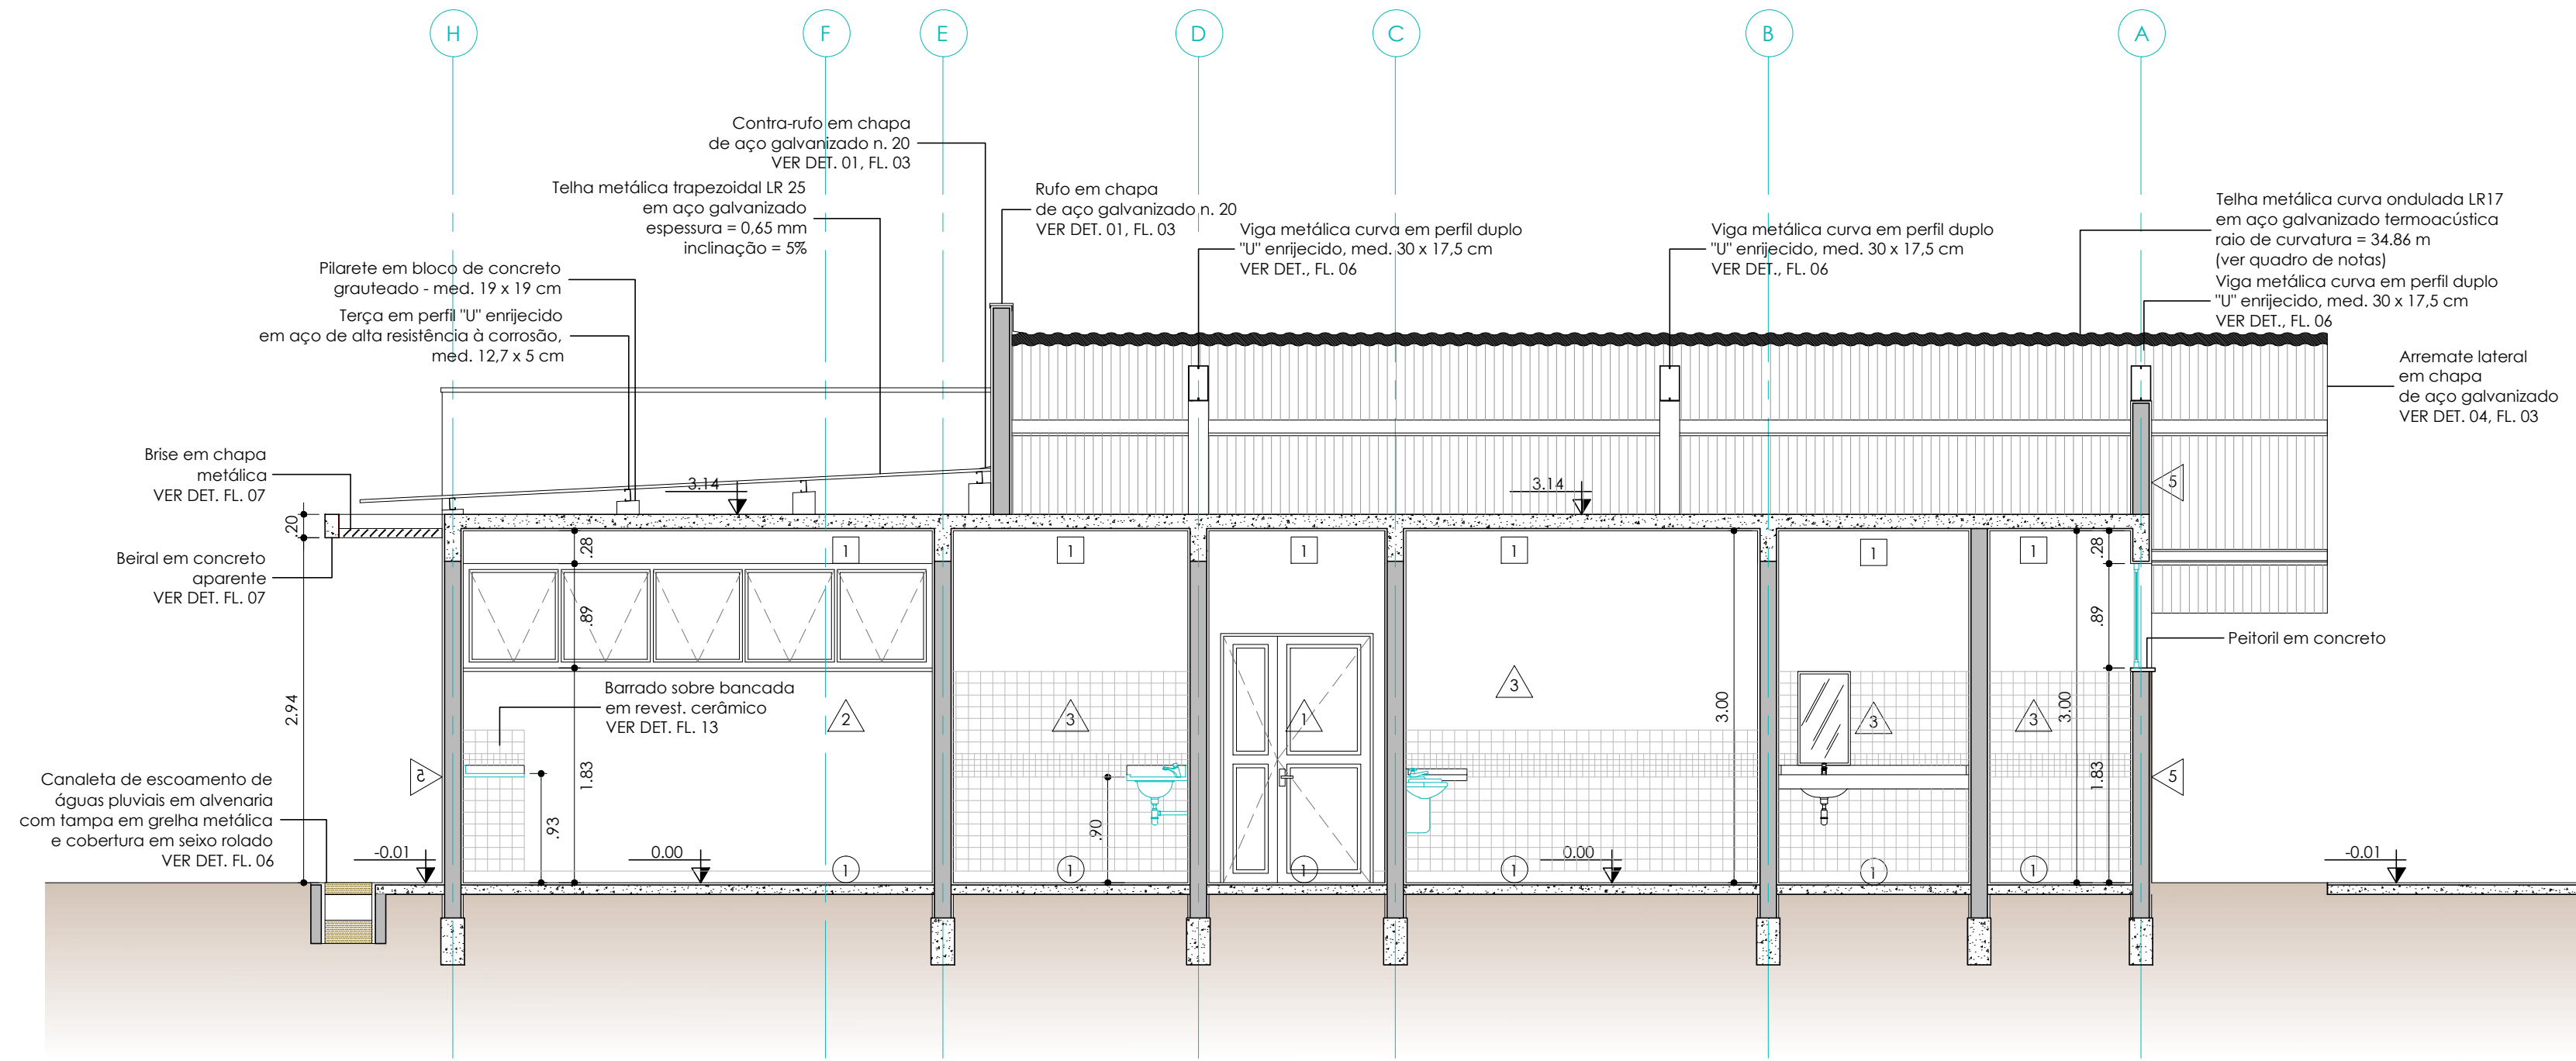 H
F
E
D
C
B
A
Contra-rufo em chapa
de aço galvanizado n. 20
VER DET. 01, FL. 03
Telha metálica trapezoidal LR 25
em aço galvanizado
espessura = 0,65 mm
inclinação = 5%
Rufo em chapa
de aço galvanizado n. 20
VER DET. 01, FL. 03
Viga metálica curva em perfil duplo
"U" enrijecido, med. 30 x 17,5 cm
VER DET., FL. 06
Viga metálica curva em perfil duplo
"U" enrijecido, med. 30 x 17,5 cm
VER DET., FL. 06
Telha metálica curva ondulada LR17
em aço galvanizado termoacústica
raio de curvatura = 34.86 m
(ver quadro de notas)
Viga metálica curva em perfil duplo
"U" enrijecido, med. 30 x 17,5 cm
VER DET., FL. 06
Pilarete em bloco de concreto
grauteado - med. 19 x 19 cm
Terça em perfil "U" enrijecido
em aço de alta resistência à corrosão,
med. 12,7 x 5 cm
Arremate lateral
em chapa
de aço galvanizado
VER DET. 04, FL. 03
Brise em chapa
metálica
VER DET. FL. 07
3.14
3.14
5
.20
Beiral em concreto
aparente
VER DET. FL. 07
.28
1
1
1
1
1
1
.28
.89
.89
Peitoril em concreto
Barrado sobre bancada
em revest. cerâmico
VER DET. FL. 13
2.94
2
3
1
3
3.00
3
3
3.00
Canaleta de escoamento de
águas pluviais em alvenaria
com tampa em grelha metálica
e cobertura em seixo rolado
VER DET. FL. 06
5
1.83
1.83
5
.93
.90
-0.01
0.00
0.00
-0.01
1
1
1
1
1
1